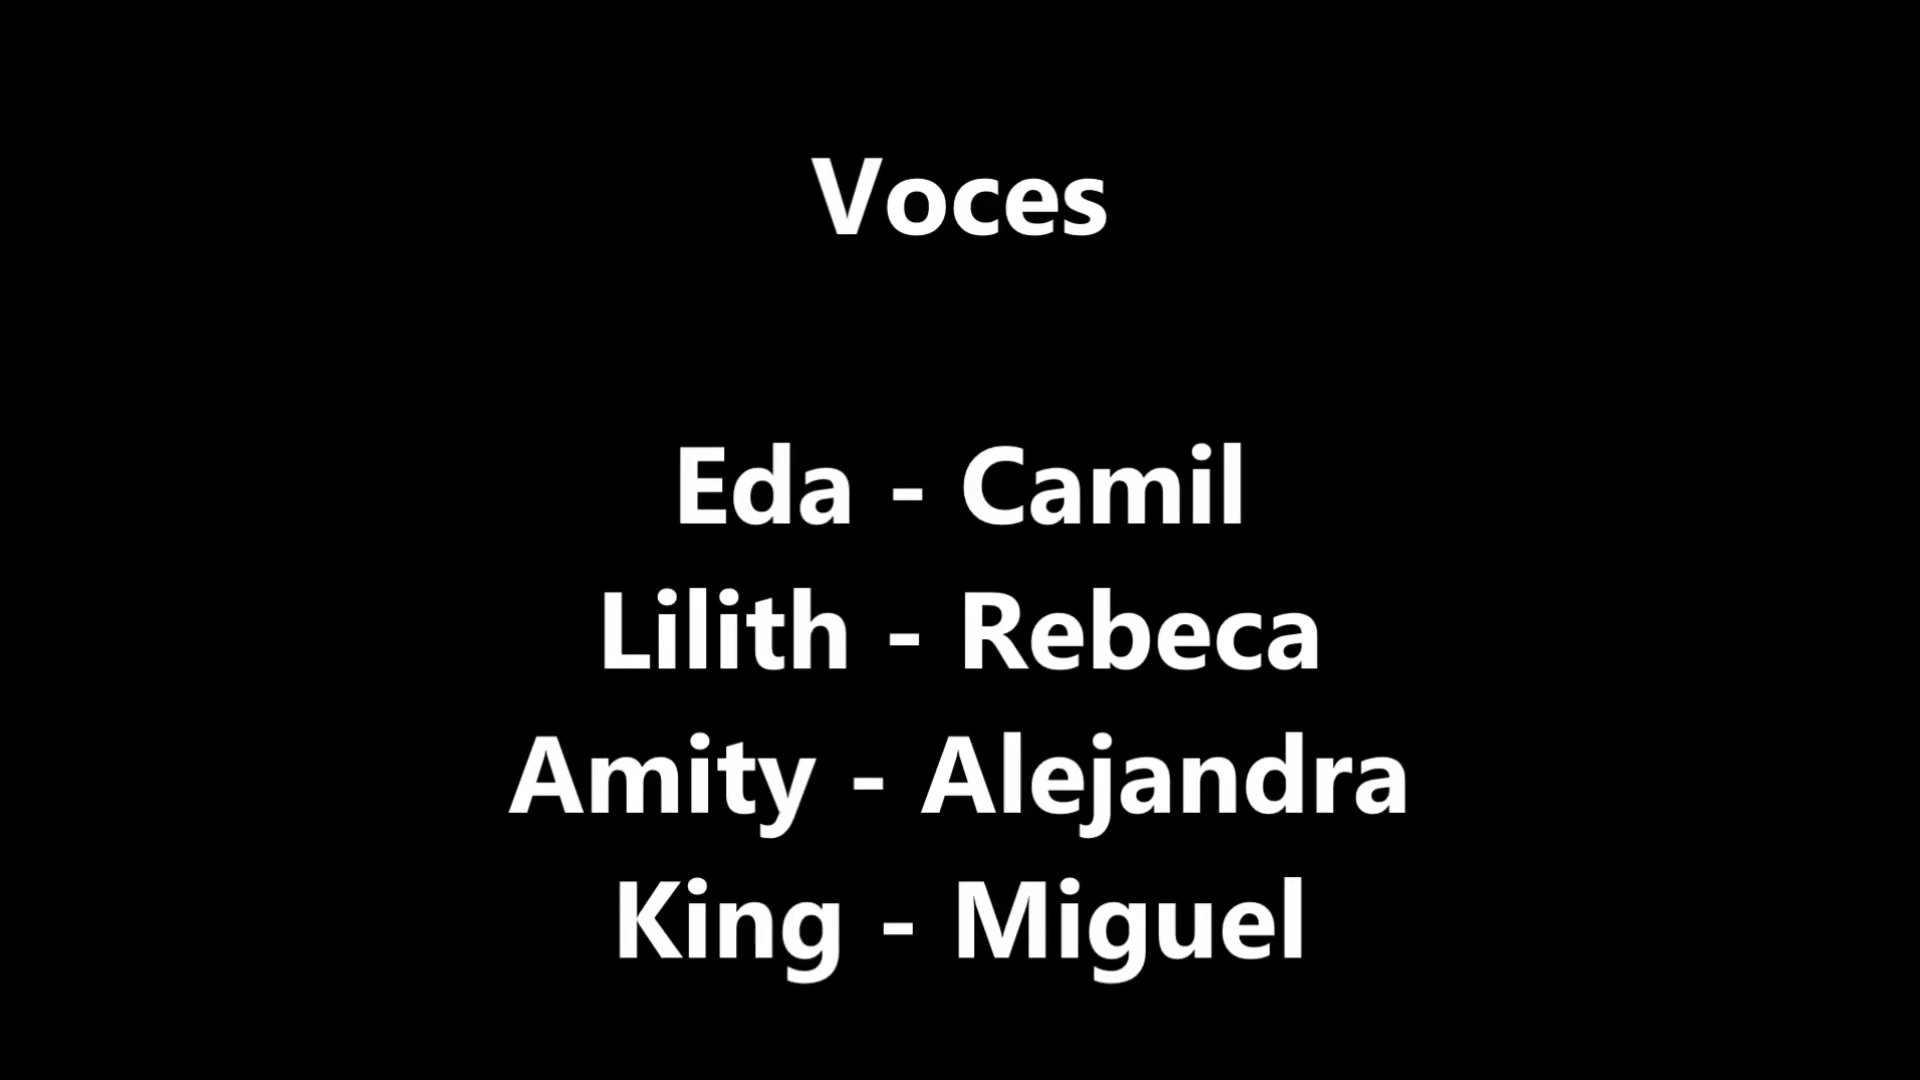 Voces
Eda - Camil
Lilith - Rebeca
Amity - Alejandra
King - Miguel